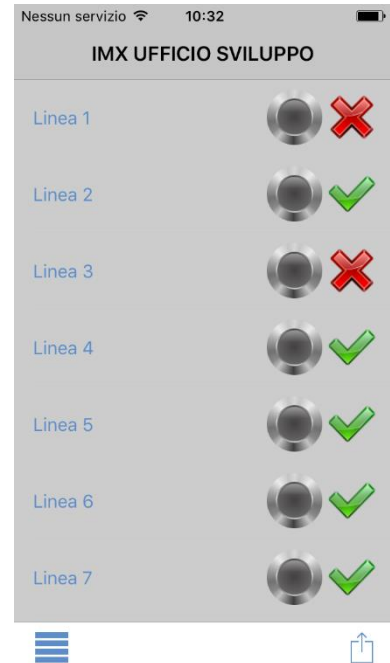 Nessun servizio 10:32
IMX UFFICIO SVILUPPO
Linea 1
Linea 2
Linea 3
Linea 4
Linea 5
Linea 6
Linea 7